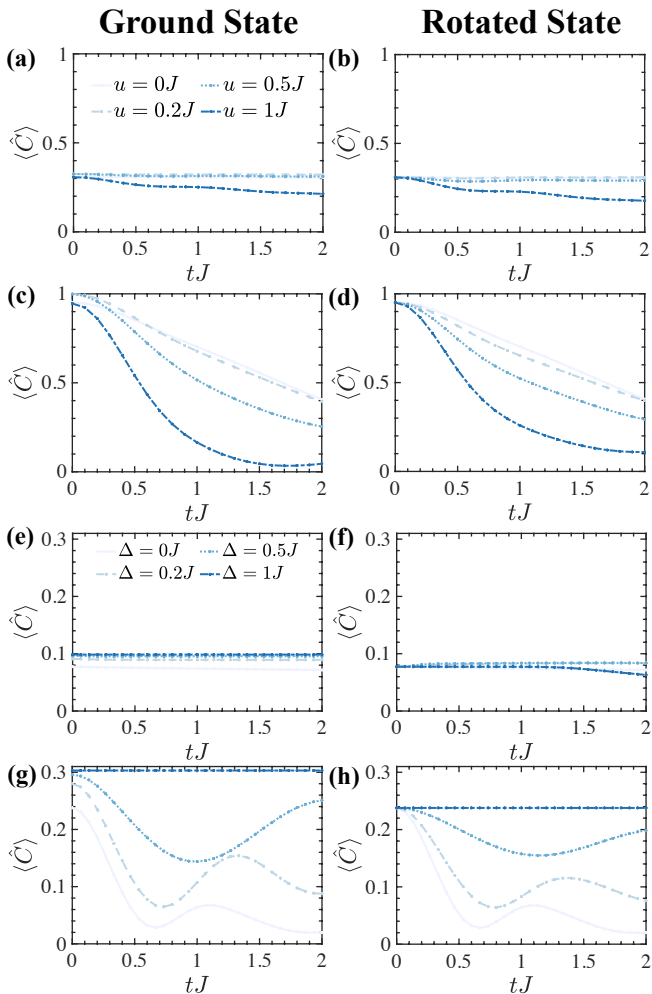 Ground State Rotated State
(a) (b)
1 1
u = 0J u = 0.5J
u = 0.2J u = 1J
⟨Ĉ⟩ 0.5 ⟨Ĉ⟩ 0.5
0 0
0 0.5 1 1.5 2 0 0.5 1 1.5 2
tJ tJ
(c) (d)
1 1
⟨Ĉ⟩ 0.5 ⟨Ĉ⟩ 0.5
0 0
0 0.5 1 1.5 2 0 0.5 1 1.5 2
tJ tJ
(e) (f)
0.3 0.3
Δ = 0J Δ = 0.5J
Δ = 0.2J Δ = 1J
0.2 0.2
⟨Ĉ⟩ ⟨Ĉ⟩
0.1 0.1
0 0
0 0.5 1 1.5 2 0 0.5 1 1.5 2
tJ tJ
(g) (h)
0.3 0.3
0.2 0.2
⟨Ĉ⟩ ⟨Ĉ⟩
0.1 0.1
0 0
0 0.5 1 1.5 2 0 0.5 1 1.5 2
tJ tJ